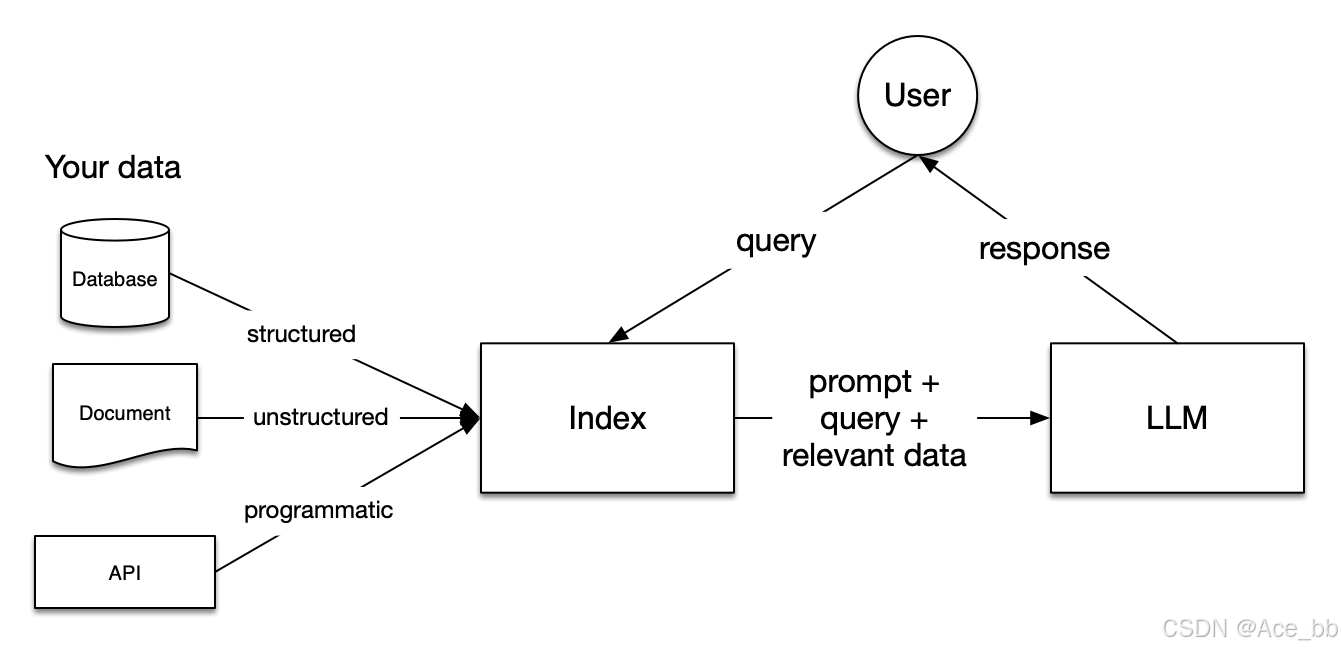 User
Your data
Database
query
response
structured
Document
unstructured
Index
prompt +
query +
relevant data
LLM
programmatic
API
CSDN @Ace_bb